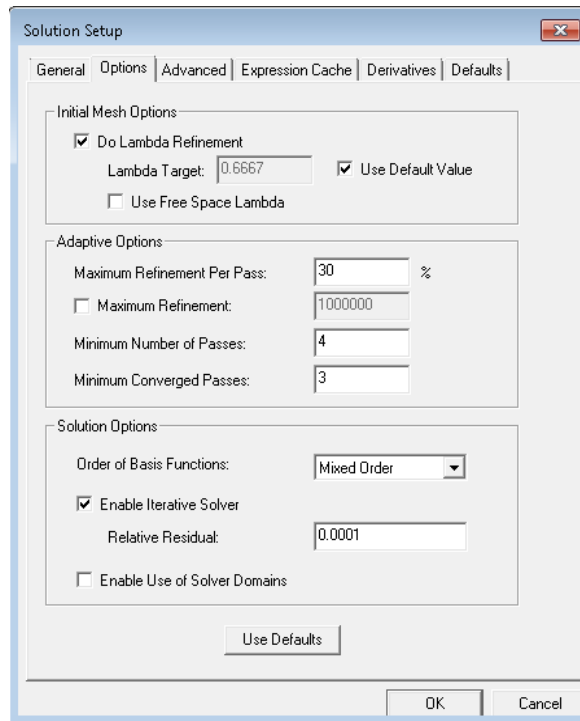 Solution Setup
General Options Advanced Expression Cache Derivatives Defaults
Initial Mesh Options
Do Lambda Refinement
Lambda Target: 0.6667 Use Default Value
Use Free Space Lambda
Adaptive Options
Maximum Refinement Per Pass: 30 %
Maximum Refinement: 1000000
Minimum Number of Passes: 4
Minimum Converged Passes: 3
Solution Options
Order of Basis Functions: Mixed Order
Enable Iterative Solver
Relative Residual: 0.0001
Enable Use of Solver Domains
Use Defaults
OK Cancel